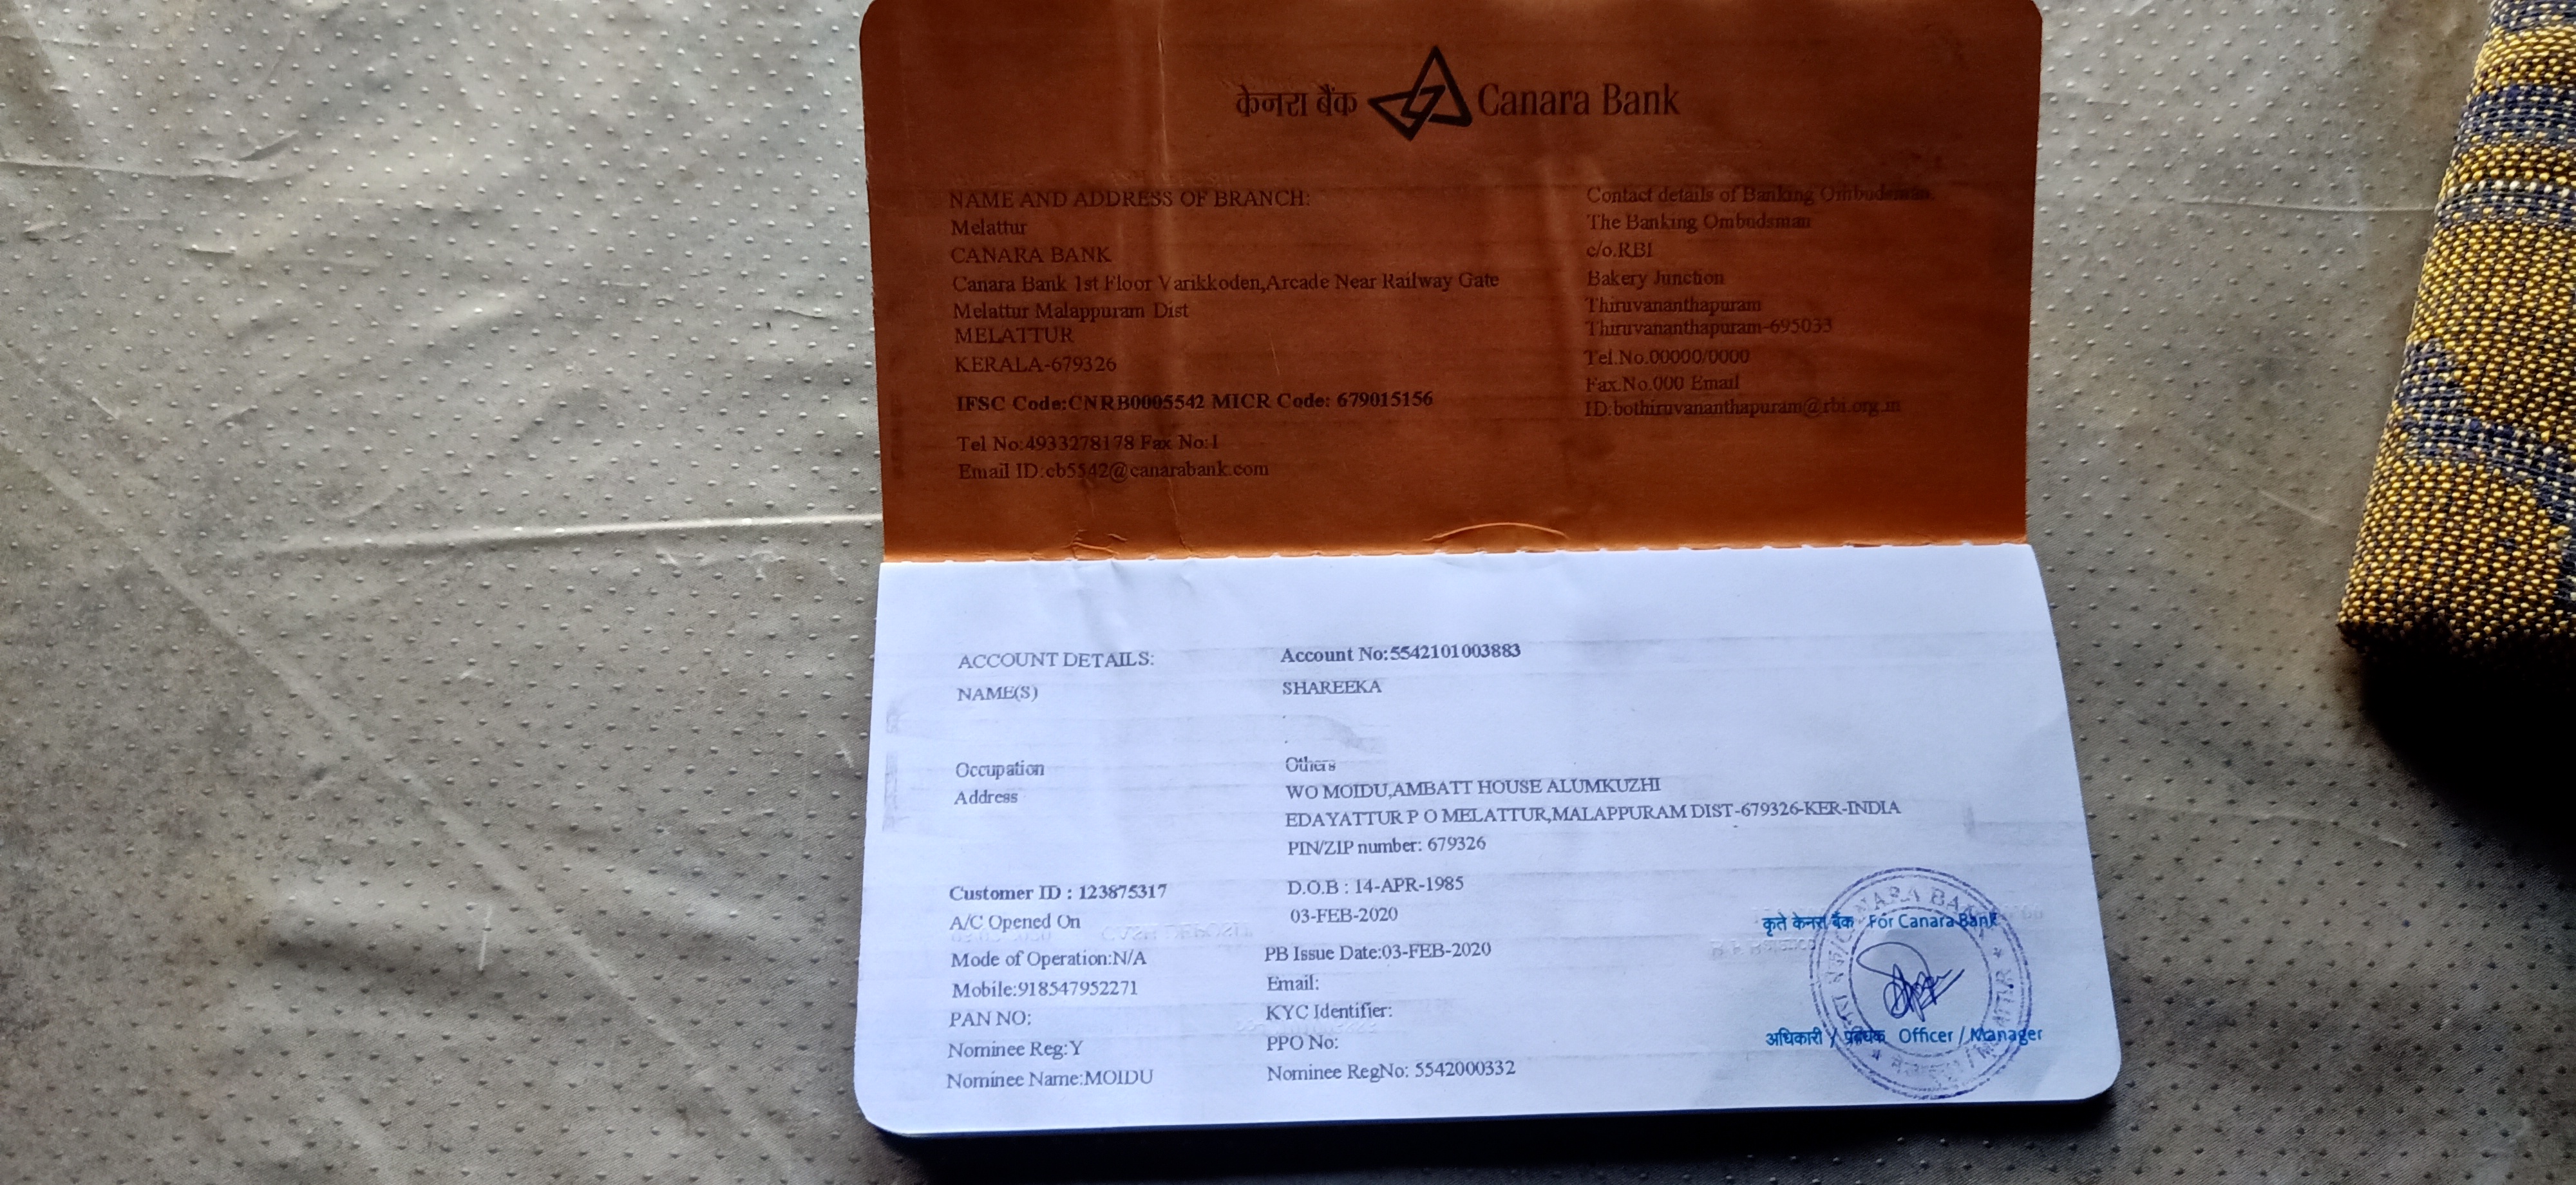 केनरा बैंक Canara Bank
NAME AND ADDRESS OF BRANCH:
Melattur
CANARA BANK
Canara Bank 1st Floor Varikkoden,Arcade Near Railway Gate
Melattur Malappuram Dist
MELATTUR
KERALA-679326
IFSC Code:CNRB0005542 MICR Code: 679015156
Tel No:4933278178 Fax No:1
Email ID:cb5542@canarabank.com
Contact details of Banking Ombudsman
The Banking Ombudsman
c/o.RBI
Bakery Junction
Thiruvananthapuram
Thiruvananthapuram-695033
Tel.No.00000/0000
Fax.No.000 Email
ID:bothiruvananthapuram@rbi.org.in
ACCOUNT DETAILS: Account No:5542101003883
NAME(S) SHAREEKA
Occupation Others
Address WO MOIDU,AMBATT HOUSE ALUMKUZHI
EDAYATTUR P O MELATTUR,MALAPPURAM DIST-679326-KER-INDIA
PIN/ZIP number: 679326
Customer ID : 123875317 D.O.B : 14-APR-1985
A/C Opened On 03-FEB-2020
Mode of Operation:N/A PB Issue Date:03-FEB-2020
Mobile:918547952271 Email:
PAN NO: KYC Identifier:
Nominee Reg:Y PPO No:
Nominee Name:MOIDU Nominee RegNo: 5542000332
कृते केनरा बैंक For Canara Bank
अधिकारी / प्रबंधक Officer / Manager
CANARA BANK